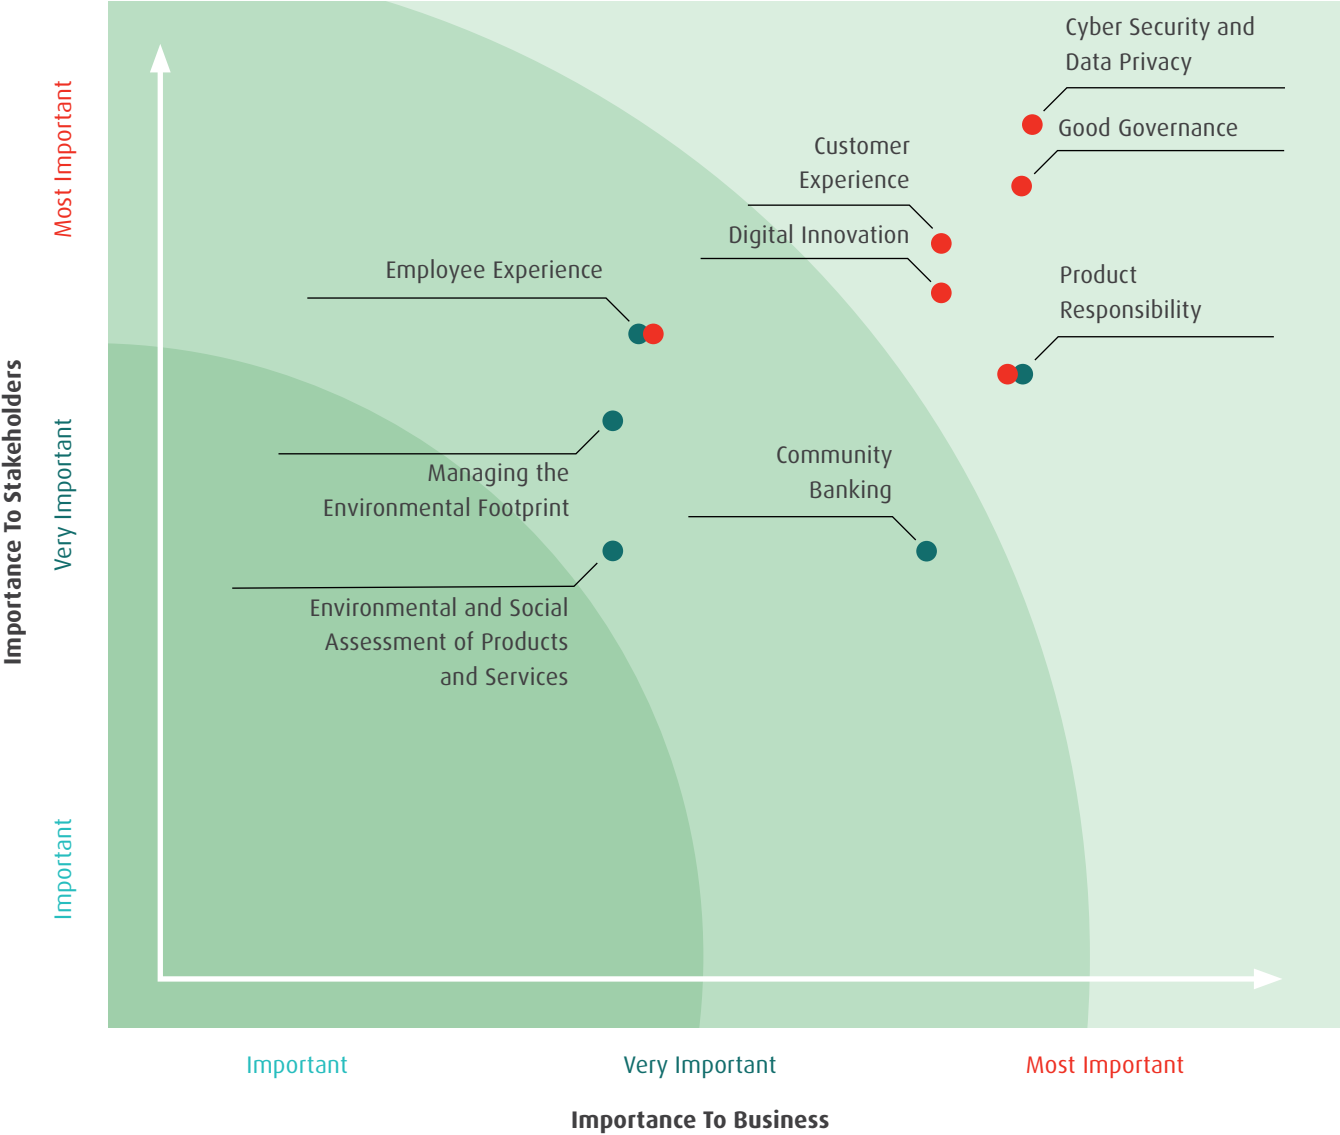 Cyber Security and
Data Privacy
Good Governance
Customer
Experience
Digital Innovation
Employee Experience
Product
Responsibility
Managing the
Environmental Footprint
Community
Banking
Environmental and Social
Assessment of Products
and Services
Importance To Stakeholders
Most Important
Very Important
Important
Important
Very Important
Most Important
Importance To Business